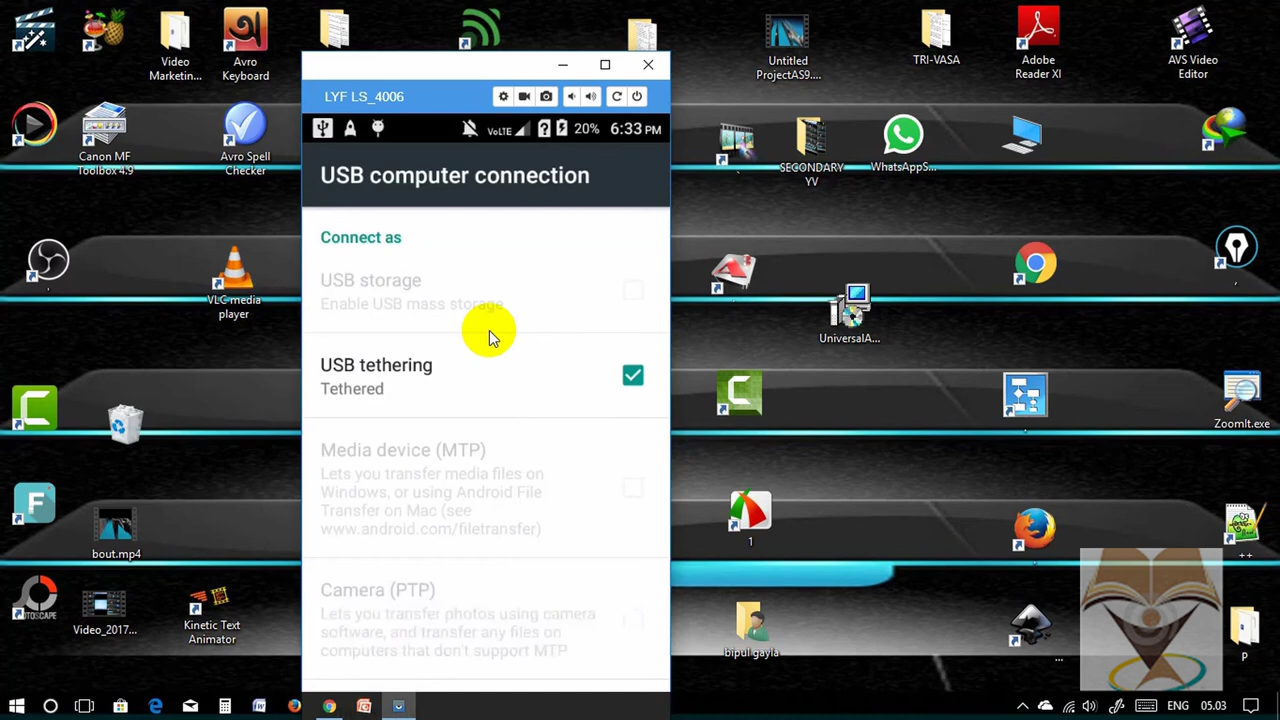 Video
Marketin...
Avro
Keyboard
Untitled
ProjectAS9....
TRI-VASA
Adobe
Reader XI
AVS Video
Editor
LYF LS_4006
VoLTE
20%
6:33 PM
Canon MF
Toolbox 4.9
Avro Spell
Checker
SECONDARY
YV
WhatsAppS...
USB computer connection
Connect as
USB storage
Enable USB mass storage
VLC media
player
UniversalA...
USB tethering
Tethered
ZoomIt.exe
Media device (MTP)
Lets you transfer media files on
Windows, or using Android File
Transfer on Mac (see
www.android.com/filetransfer)
bout.mp4
1
++
Camera (PTP)
Lets you transfer photos using camera
software, and transfer any files on
computers that don't support MTP
Video_2017...
Kinetic Text
Animator
bipul gayla
...
P
ENG
05.03